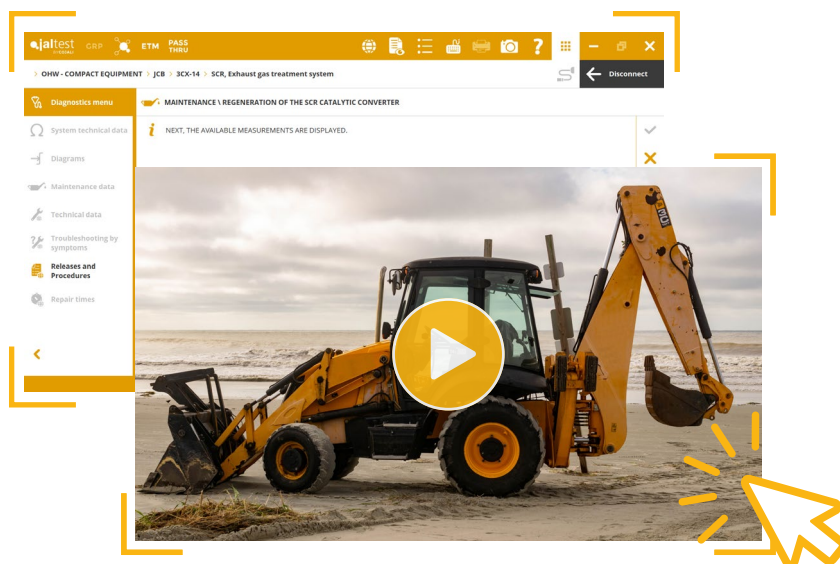 jaltest
BY COJALI
GRP
ETM
PASS
THRU
?
> OHW - COMPACT EQUIPMENT > JCB > 3CX-14 > SCR, Exhaust gas treatment system
Disconnect
Diagnostics menu
MAINTENANCE \ REGENERATION OF THE SCR CATALYTIC CONVERTER
System technical data
NEXT, THE AVAILABLE MEASUREMENTS ARE DISPLAYED.
Diagrams
Maintenance data
Technical data
Troubleshooting by
symptoms
Releases and
Procedures
Repair times